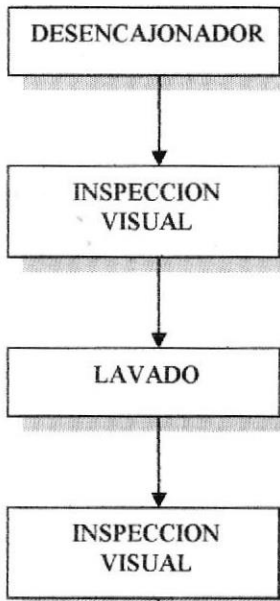 DESENCAJONADOR
INSPECCION
VISUAL
LAVADO
INSPECCION
VISUAL